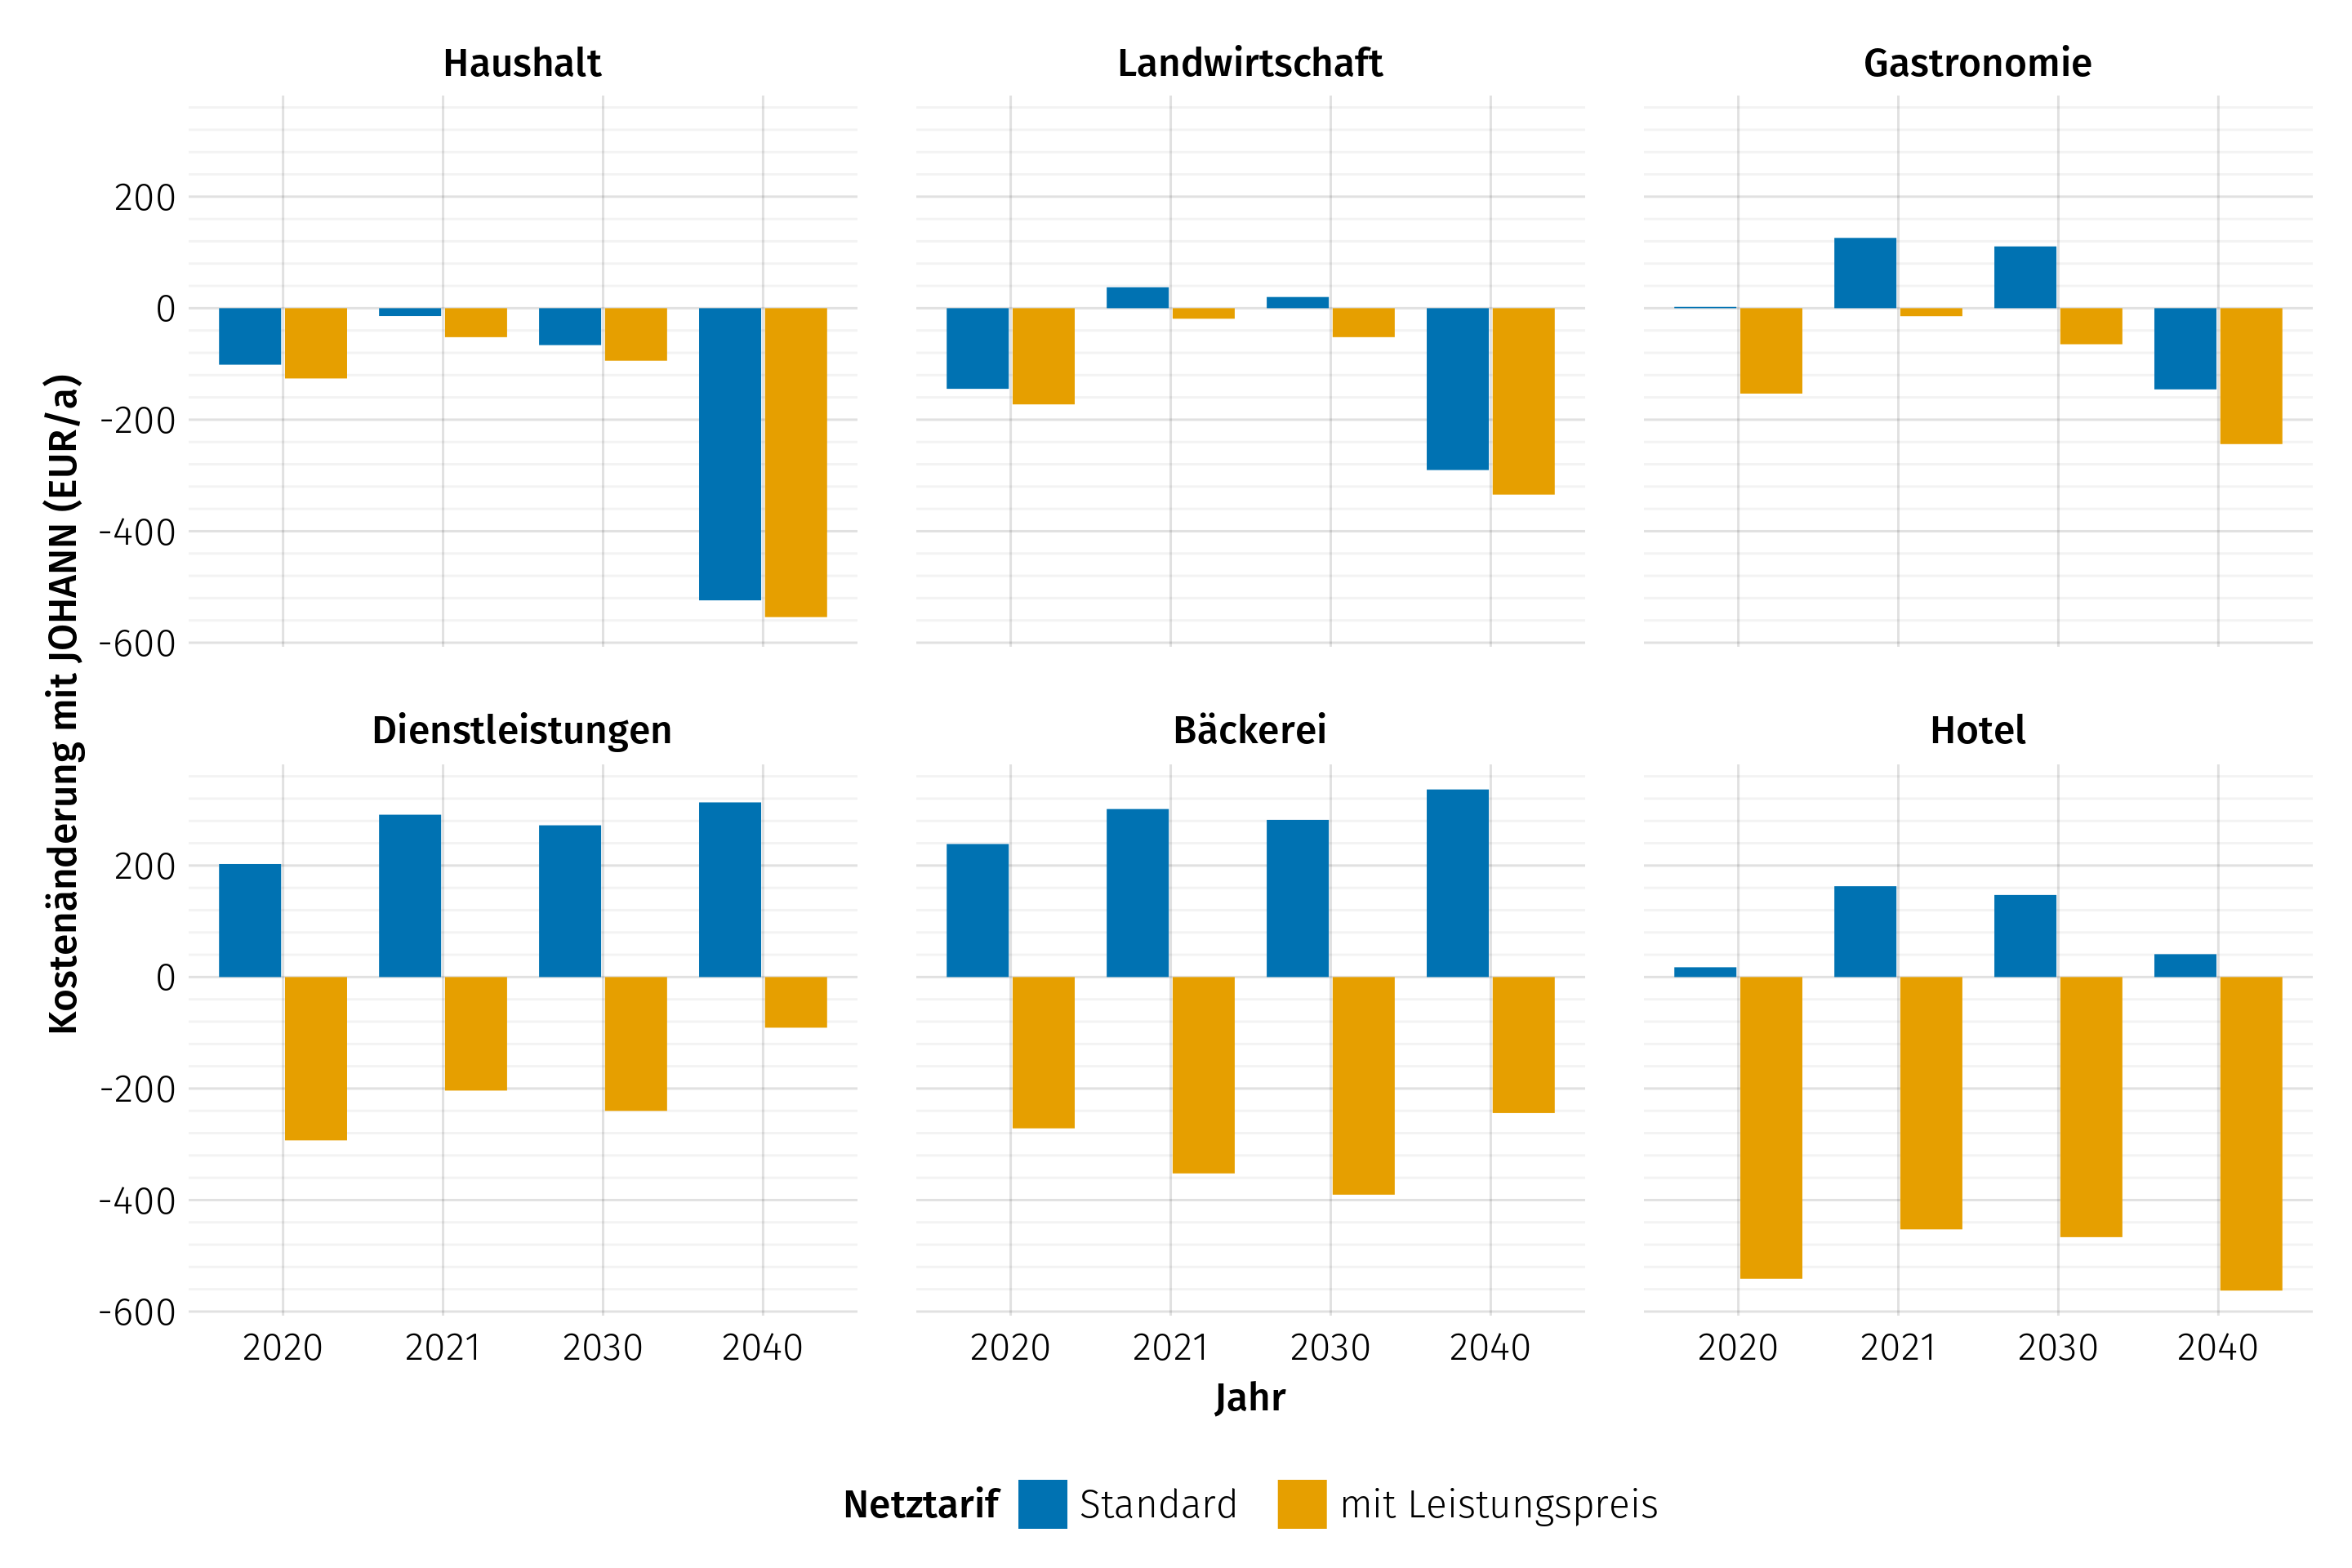 Haushalt
Landwirtschaft
Gastronomie
200
0
-200
-400
-600
Kostenänderung mit JOHANN (EUR/a)
Dienstleistungen
Bäckerei
Hotel
200
0
-200
-400
-600
2020 2021 2030 2040
2020 2021 2030 2040
2020 2021 2030 2040
Jahr
Netztarif Standard mit Leistungspreis